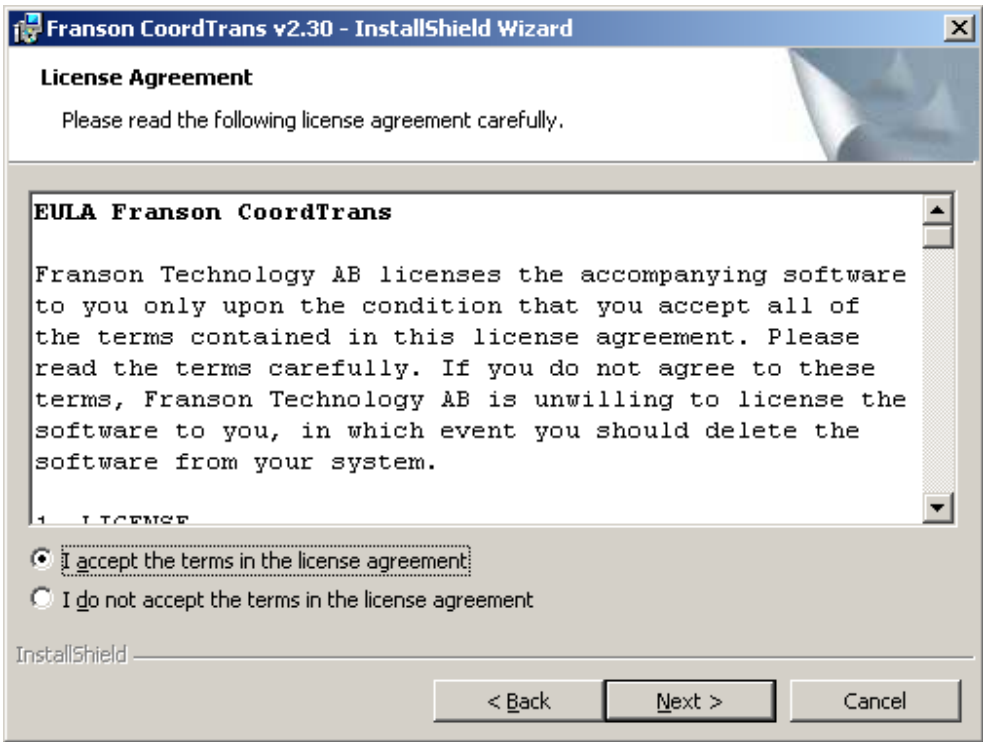 Franson CoordTrans v2.30 - InstallShield Wizard
License Agreement
Please read the following license agreement carefully.
EULA Franson CoordTrans
Franson Technology AB licenses the accompanying software
to you only upon the condition that you accept all of
the terms contained in this license agreement. Please
read the terms carefully. If you do not agree to these
terms, Franson Technology AB is unwilling to license the
software to you, in which event you should delete the
software from your system.
1. LICENSE
I accept the terms in the license agreement
I do not accept the terms in the license agreement
InstallShield
< Back
Next >
Cancel